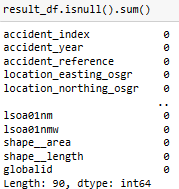 result_df.isnull().sum()
accident_index 0
accident_year 0
accident_reference 0
location_easting_osgr 0
location_northing_osgr 0
..
lsoa01nm 0
lsoa01nmw 0
shape__area 0
shape__length 0
globalid 0
Length: 90, dtype: int64